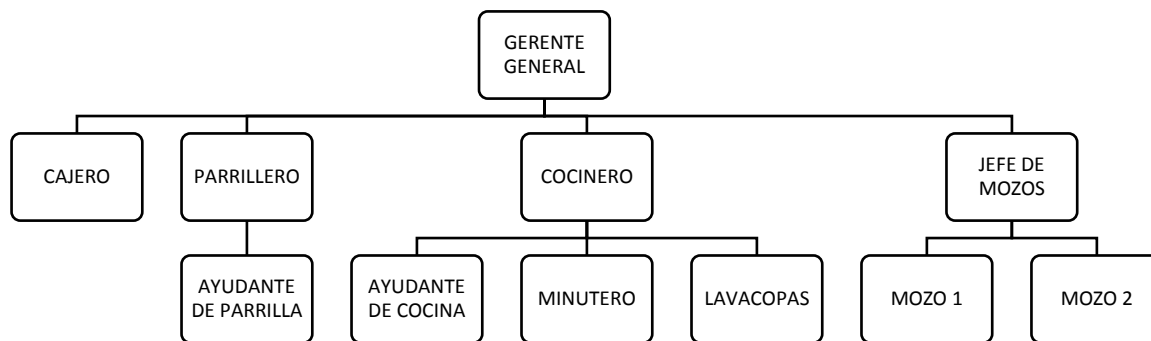 GERENTE
GENERAL
CAJERO
PARRILLERO
COCINERO
JEFE DE
MOZOS
AYUDANTE
DE PARRILLA
AYUDANTE
DE COCINA
MINUTERO
LAVACOPAS
MOZO 1
MOZO 2